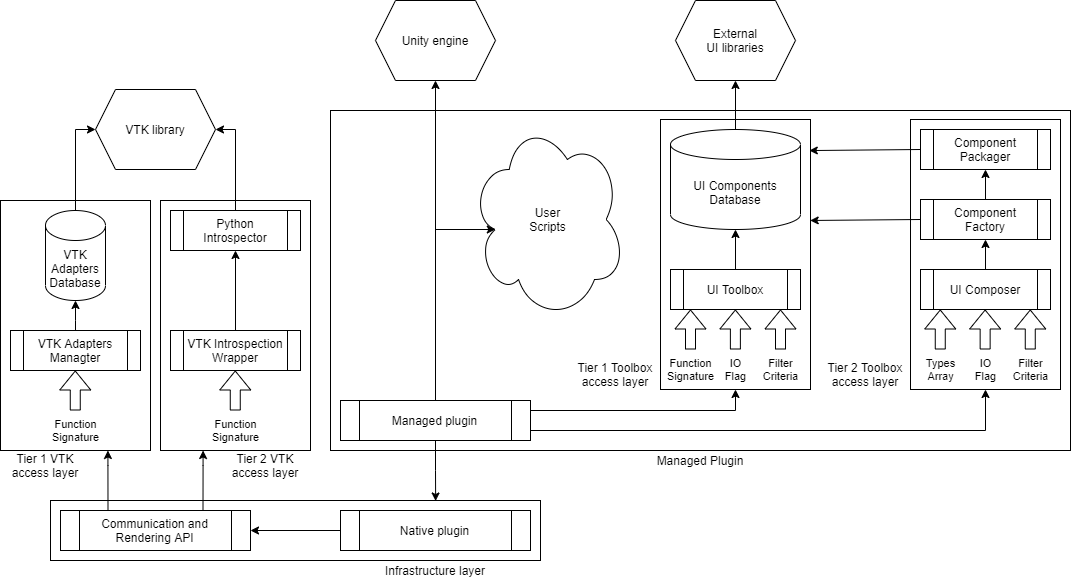 Unity engine
External
UI libraries
VTK library
VTK
Adapters
Database
VTK Adapters
Managter
Function
Signature
Tier 1 VTK
access layer
Python
Introspector
VTK Introspection
Wrapper
Function
Signature
Tier 2 VTK
access layer
User
Scripts
UI Components
Database
UI Toolbox
Function
Signature
IO
Flag
Filter
Criteria
Tier 1 Toolbox
access layer
Component
Packager
Component
Factory
UI Composer
Types
Array
IO
Flag
Filter
Criteria
Tier 2 Toolbox
access layer
Managed plugin
Managed Plugin
Communication and
Rendering API
Native plugin
Infrastructure layer